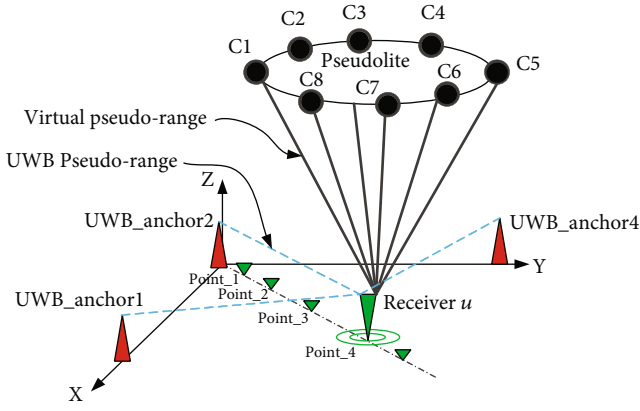 C3
C4
C2
C1
Pseudolite
C5
C8
C7
C6
Virtual pseudo-range
UWB Pseudo-range
Z
UWB_anchor2
UWB_anchor4
Point_1
Y
Point_2
UWB_anchor1
Point_3
Receiver u
Point_4
X